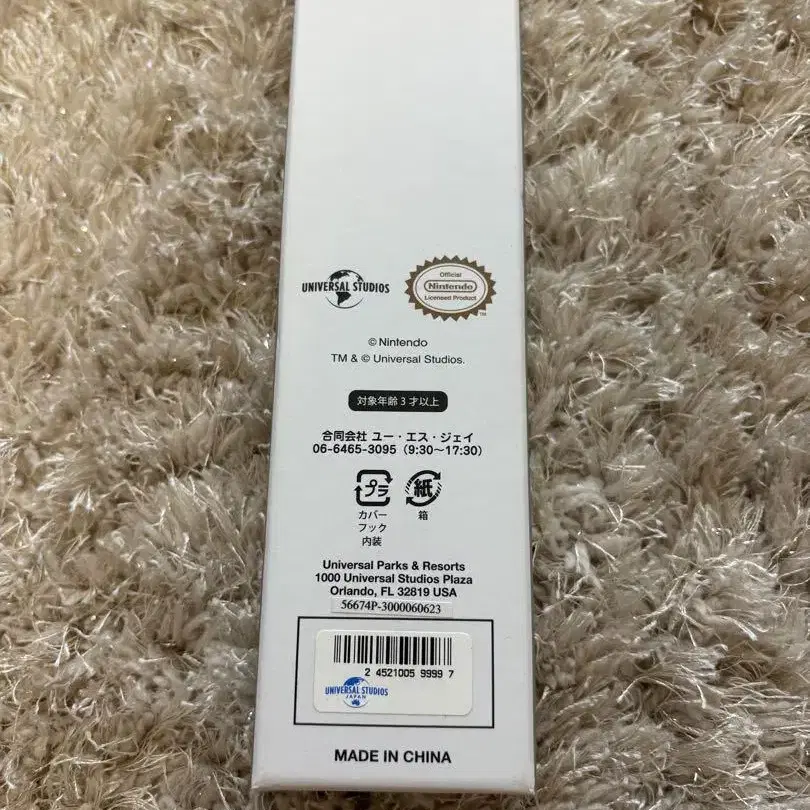 UNIVERSAL STUDIOS
Official
Nintendo
Licensed Product
TM
© Nintendo
TM & © Universal Studios.
対象年齢3才以上
合同会社 ユー・エス・ジェイ
06-6465-3095（9:30〜17:30）
プラ
紙
カバー
フック
内装
箱
Universal Parks & Resorts
1000 Universal Studios Plaza
Orlando, FL 32819 USA
56674P-3000060623
2 4521005 9999 7
UNIVERSAL STUDIOS
JAPAN
MADE IN CHINA